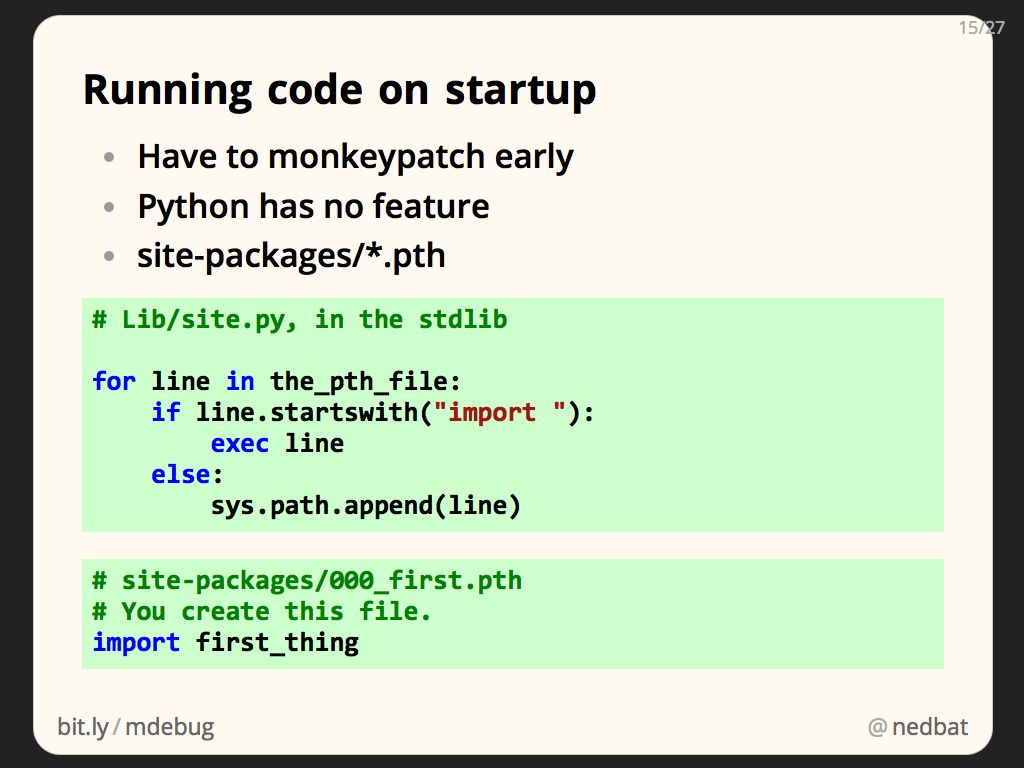 15/27
Running code on startup
• Have to monkeypatch early
• Python has no feature
• site-packages/*.pth
# Lib/site.py, in the stdlib
for line in the_pth_file:
    if line.startswith("import "):
        exec line
    else:
        sys.path.append(line)
# site-packages/000_first.pth
# You create this file.
import first_thing
bit.ly/mdebug
@nedbat